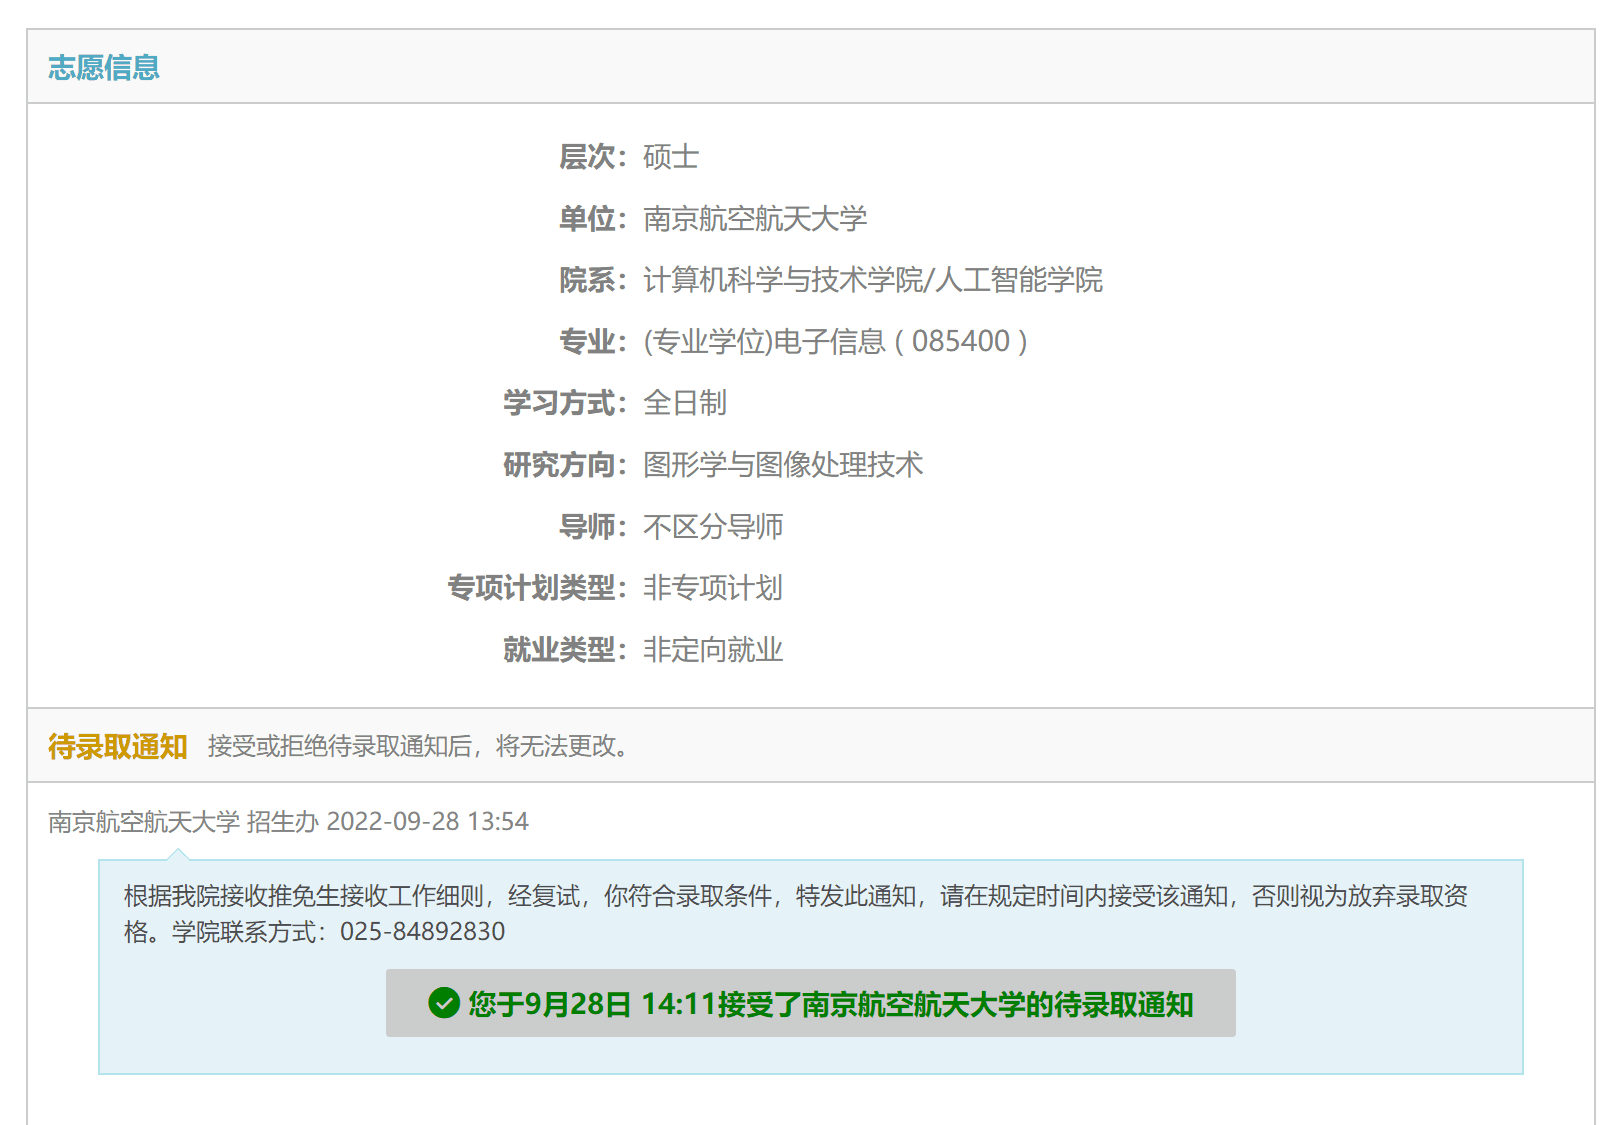 志愿信息
层次：硕士
单位：南京航空航天大学
院系：计算机科学与技术学院/人工智能学院
专业：(专业学位)电子信息 ( 085400 )
学习方式：全日制
研究方向：图形学与图像处理技术
导师：不区分导师
专项计划类型：非专项计划
就业类型：非定向就业
待录取通知 接受或拒绝待录取通知后，将无法更改。
南京航空航天大学 招生办 2022-09-28 13:54
根据我院接收推免生接收工作细则，经复试，你符合录取条件，特发此通知，请在规定时间内接受该通知，否则视为放弃录取资
格。学院联系方式：025-84892830
您于9月28日 14:11接受了南京航空航天大学的待录取通知